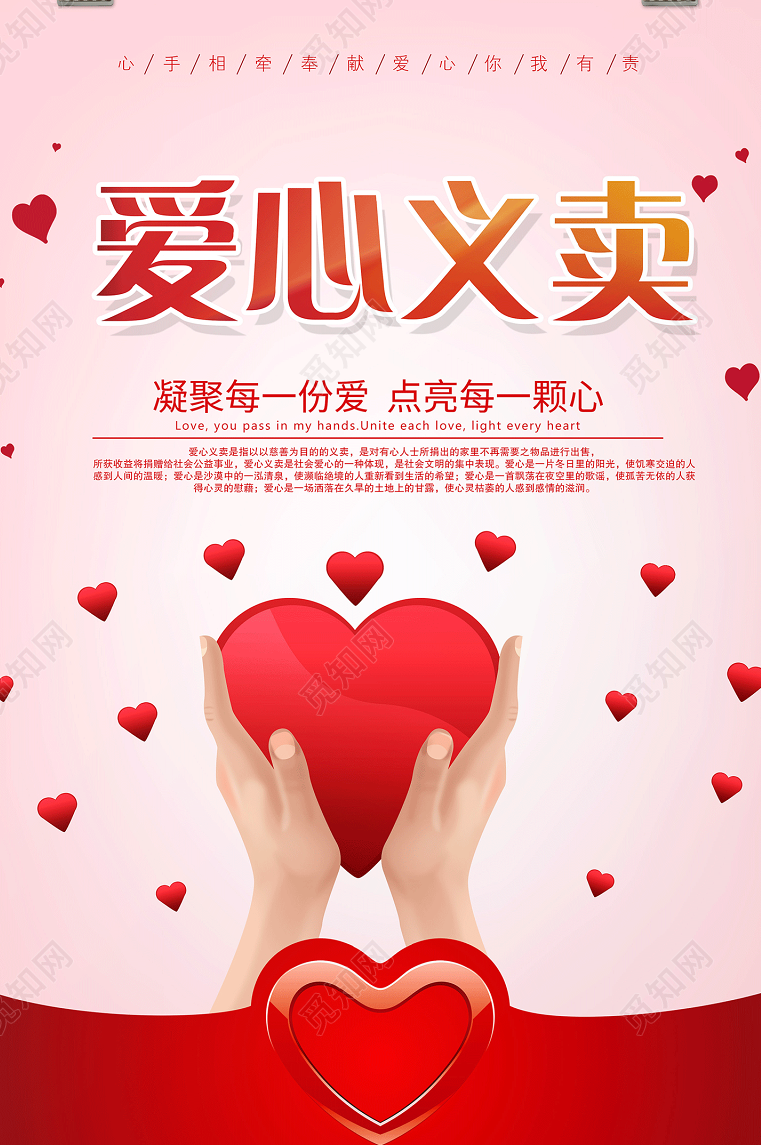 心/手/相/牵/奉/献/爱/心/你/我/有/责
爱心义卖
凝聚每一份爱 点亮每一颗心
Love, you pass in my hands.Unite each love, light every heart
爱心义卖是指以以慈善为目的的义卖，是对有心人士所捐出的家里不再需要之物品进行出售，
所获收益将捐赠给社会公益事业，爱心义卖是社会爱心的一种体现，是社会文明的集中表现。爱心是一片冬日里的阳光，使饥寒交迫的人
感到人间的温暖；爱心是沙漠中的一泓清泉，使濒临绝境的人重新看到生活的希望；爱心是一首飘荡在夜空里的歌谣，使孤苦无依的人获
得心灵的慰藉；爱心是一场洒落在久旱的土地上的甘露，使心灵枯萎的人感到感情的滋润。
觅知网